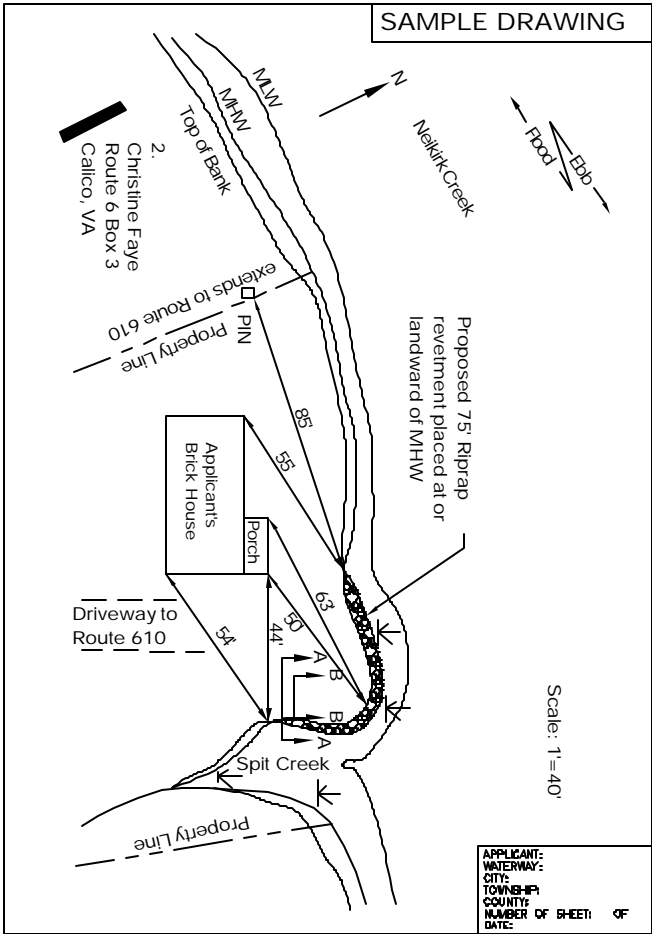 SAMPLE DRAWING
N
MLW
MHW
Top of Bank
Nelkirk Creek
Flood
Ebb
2.
Christine Faye
Route 6 Box 3
Calico, VA
extends to Route 610
Property Line
PIN
Proposed 75' Riprap
revetment placed at or
landward of MHW
85'
55'
Applicant's
Brick House
Porch
63'
50'
44'
54'
Driveway to
Route 610
A
B
B
A
Spit Creek
Scale: 1'=40'
Property Line
APPLICANT:
WATERWAY:
CITY:
TOWNSHIP:
COUNTY:
NUMBER OF SHEET: OF
DATE: